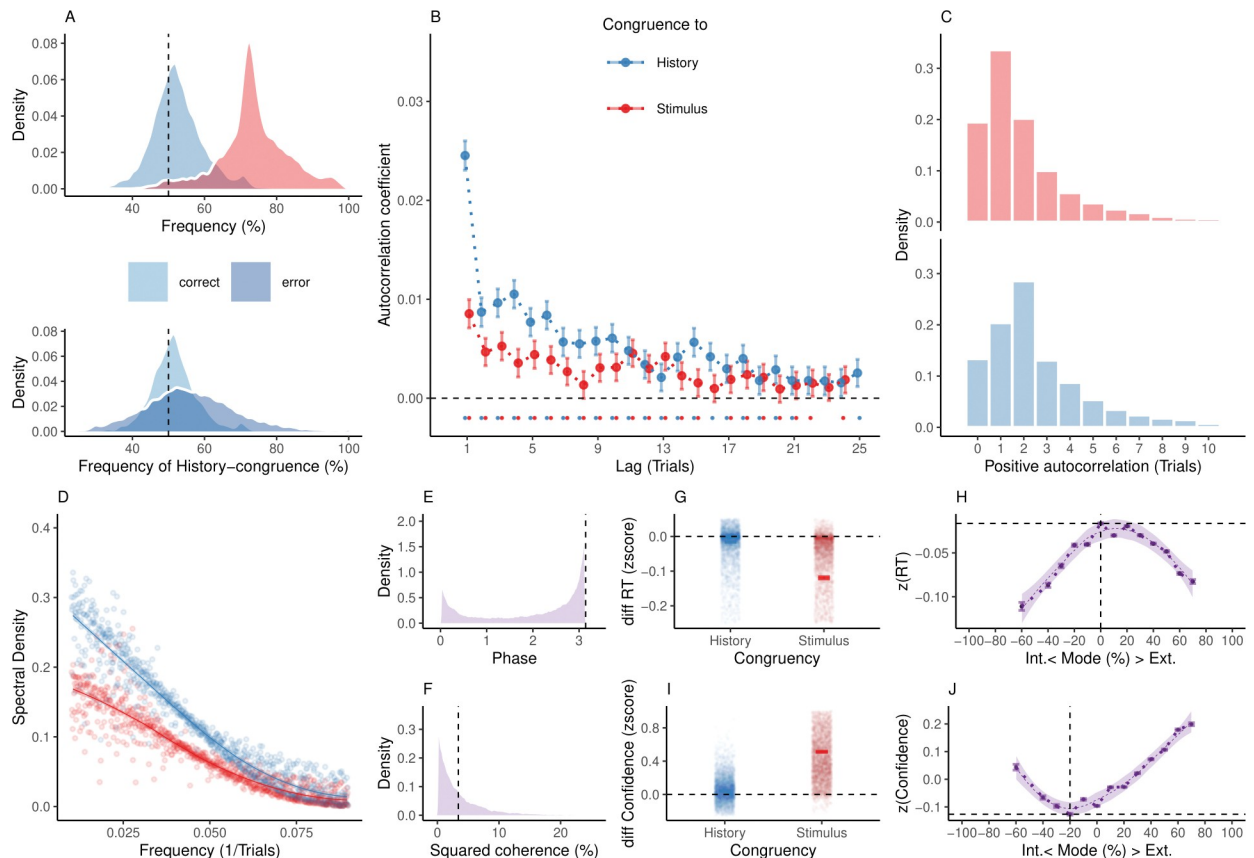 A
0.08
0.06
0.04
0.02
0.00
Density
40 60 80 100
Frequency (%)
correct
error
0.08
0.06
0.04
0.02
0.00
Density
40 60 80 100
Frequency of History−congruence (%)
B
Congruence to
History
Stimulus
0.03
0.02
0.01
0.00
Autocorrelation coefficient
1 5 9 13 17 21 25
Lag (Trials)
C
0.3
0.2
0.1
0.0
Density
0.3
0.2
0.1
0.0
0 1 2 3 4 5 6 7 8 9 10
Positive autocorrelation (Trials)
D
0.4
0.3
0.2
0.1
0.0
Spectral Density
0.025 0.050 0.075
Frequency (1/Trials)
E
2.0
1.5
1.0
0.5
0.0
Density
0 1 2 3
Phase
F
0.3
0.2
0.1
0.0
Density
0 10 20
Squared coherence (%)
G
0.0
−0.1
−0.2
diff RT (zscore)
History Stimulus
Congruency
H
−0.05
−0.10
z(RT)
−100 −80 −60 −40 −20 0 20 40 60 80 100
Int.< Mode (%) > Ext.
I
0.8
0.4
0.0
diff Confidence (zscore)
History Stimulus
Congruency
J
0.2
0.1
0.0
−0.1
z(Confidence)
−100 −80 −60 −40 −20 0 20 40 60 80 100
Int.< Mode (%) > Ext.